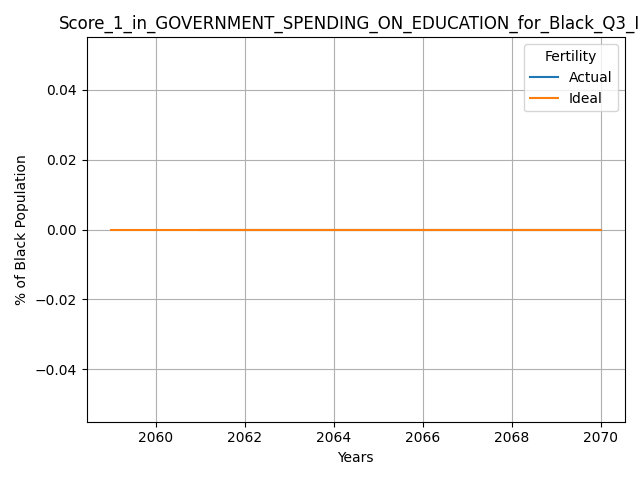 Score_1_in_GOVERNMENT_SPENDING_ON_EDUCATION_for_Black_Q3_I
Fertility
Actual
Ideal
0.04
0.02
0.00
−0.02
−0.04
% of Black Population
2060 2062 2064 2066 2068 2070
Years